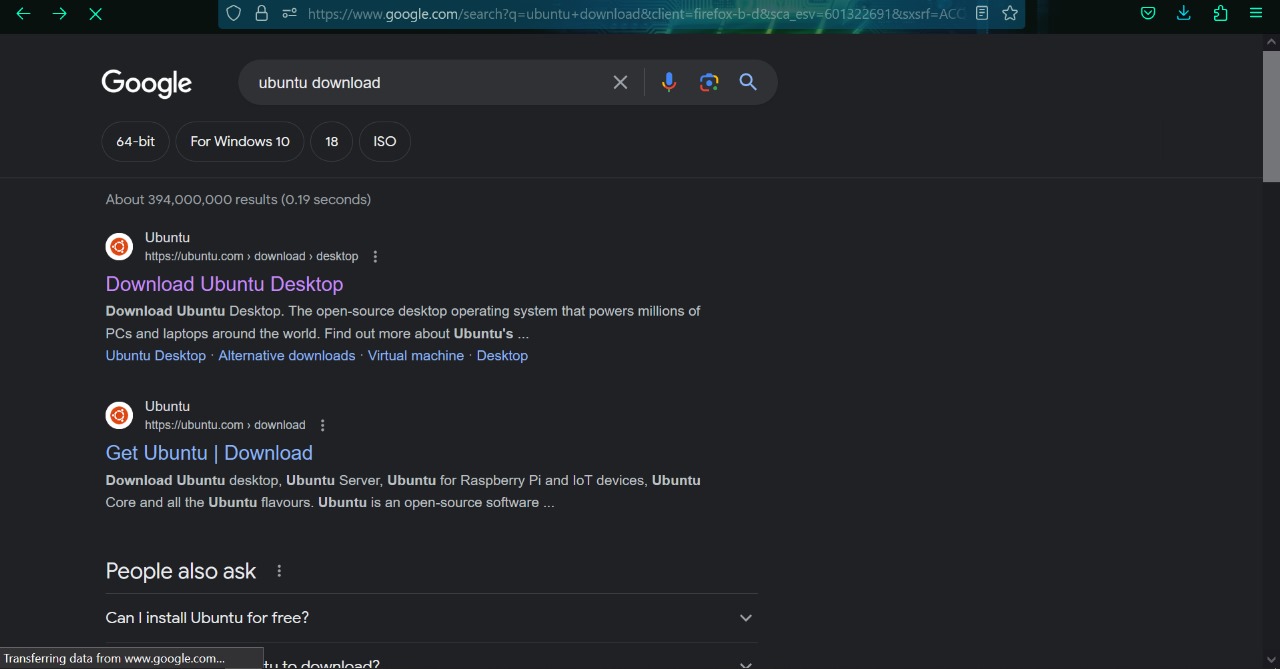 https://www.google.com/search?q=ubuntu+download&client=firefox-b-d&sca_esv=601322691&sxsrf=ACC
Google
ubuntu download
64-bit
For Windows 10
18
ISO
About 394,000,000 results (0.19 seconds)
Ubuntu
https://ubuntu.com › download › desktop
Download Ubuntu Desktop
Download Ubuntu Desktop. The open-source desktop operating system that powers millions of
PCs and laptops around the world. Find out more about Ubuntu's ...
Ubuntu Desktop · Alternative downloads · Virtual machine · Desktop
Ubuntu
https://ubuntu.com › download
Get Ubuntu | Download
Download Ubuntu desktop, Ubuntu Server, Ubuntu for Raspberry Pi and IoT devices, Ubuntu
Core and all the Ubuntu flavours. Ubuntu is an open-source software ...
People also ask
Can I install Ubuntu for free?
Transferring data from www.google.com...
tu to download?